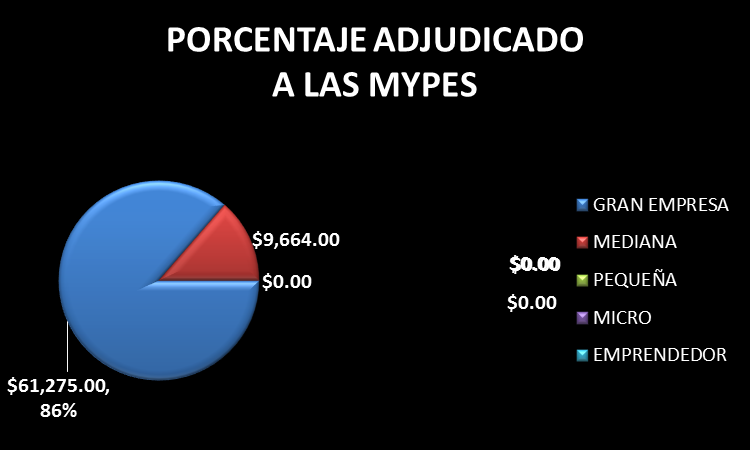 PORCENTAJE ADJUDICADO
A LAS MYPES
$9,664.00
$0.00
$61,275.00,
86%
$0.00
$0.00
GRAN EMPRESA
MEDIANA
PEQUEÑA
MICRO
EMPRENDEDOR